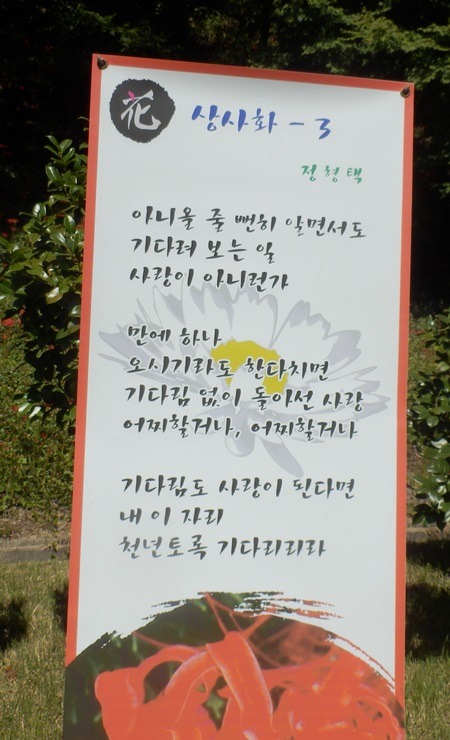 花
상사화 - 3
정형택
아니올 줄 뻔히 알면서도
기다려 보는 일
사랑이 아니런가
만에 하나
오시기라도 한다치면
기다림 없이 돌아선 사랑
어찌할거나, 어찌할거나
기다림도 사랑이 된다면
내 이 자리
천년토록 기다리리라